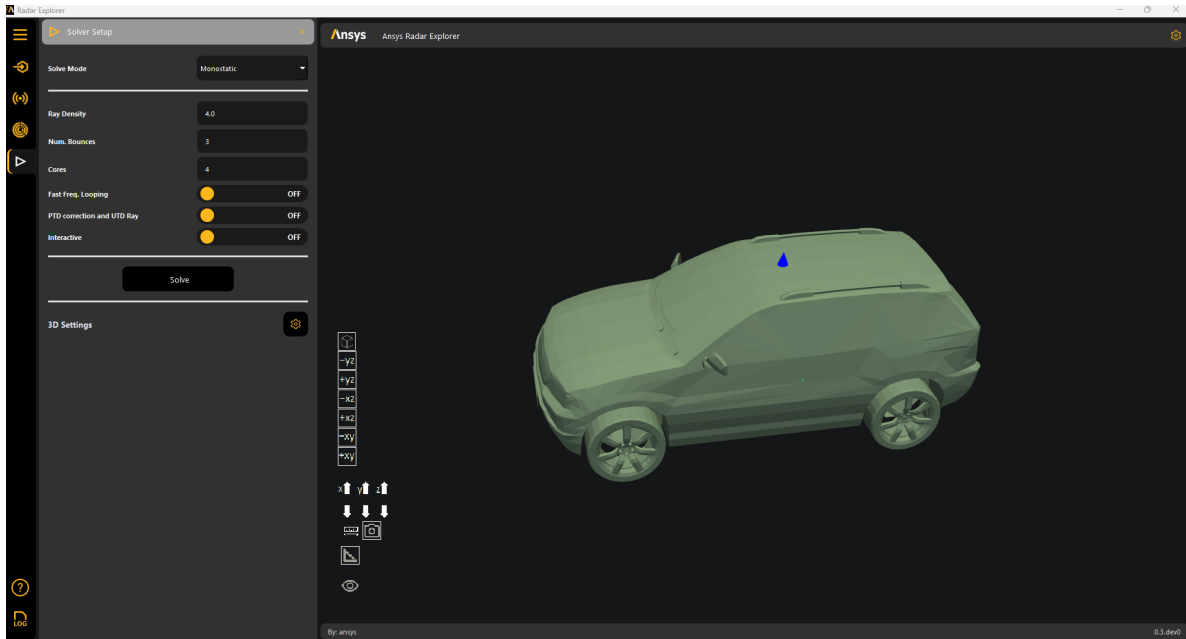 Radar Explorer
Solver Setup
Ansys Ansys Radar Explorer
Solve Mode Monostatic
Ray Density 4.0
Num. Bounces 3
Cores 4
Fast Freq. Looping OFF
PTD correction and UTD Ray OFF
Interactive OFF
Solve
3D Settings
-yz
+yz
-xz
+xz
-xy
+xy
x y z
LOG
By: ansys 0.3.dev0